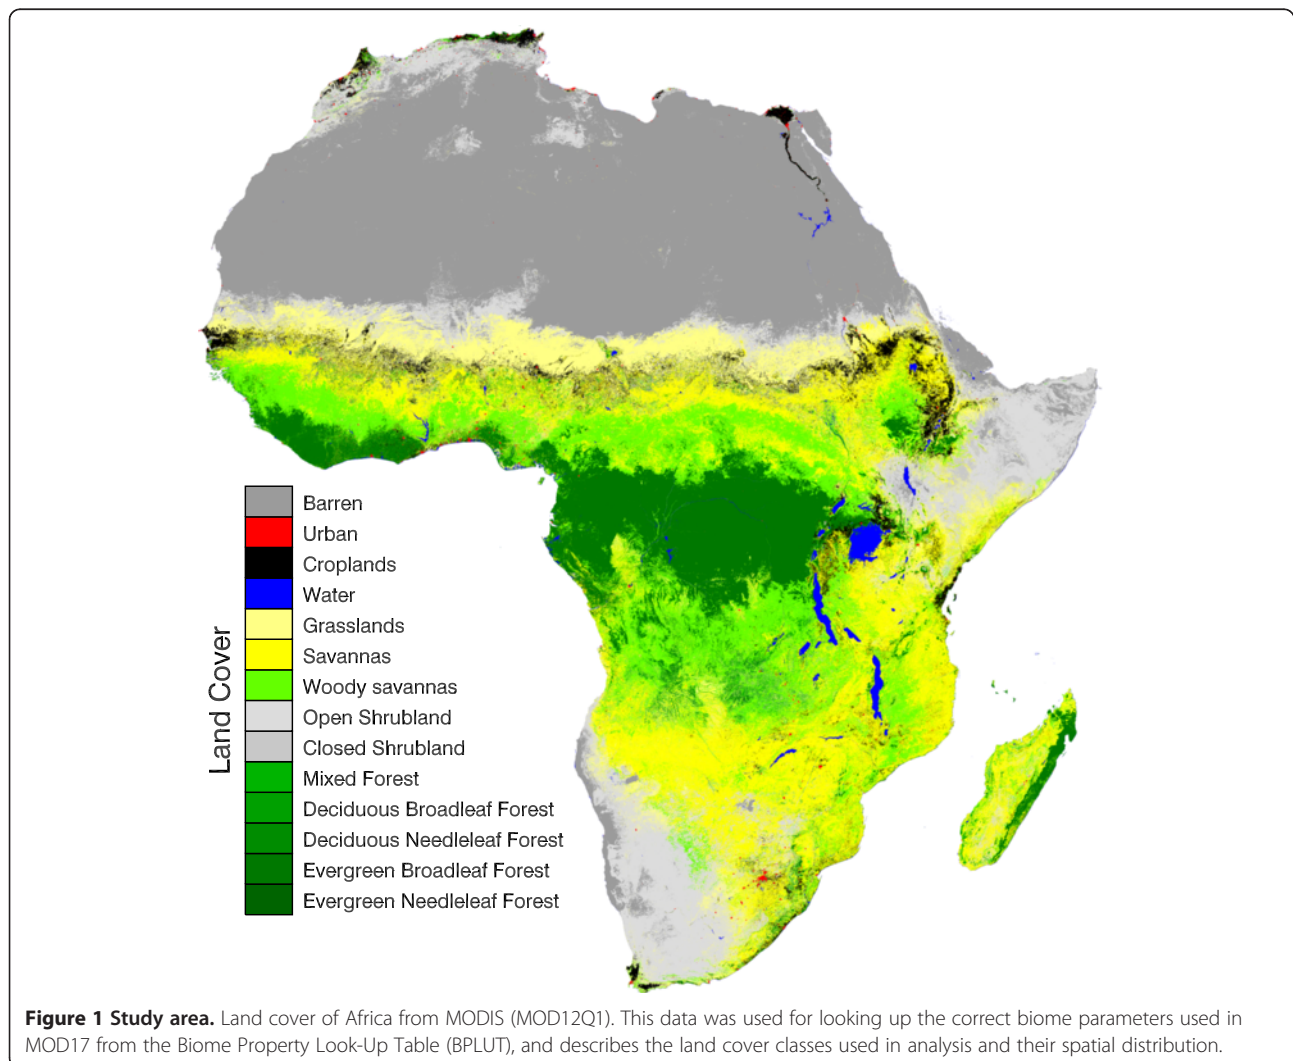 Land Cover
Barren
Urban
Croplands
Water
Grasslands
Savannas
Woody savannas
Open Shrubland
Closed Shrubland
Mixed Forest
Deciduous Broadleaf Forest
Deciduous Needleleaf Forest
Evergreen Broadleaf Forest
Evergreen Needleleaf Forest
Figure 1 Study area. Land cover of Africa from MODIS (MOD12Q1). This data was used for looking up the correct biome parameters used in
MOD17 from the Biome Property Look-Up Table (BPLUT), and describes the land cover classes used in analysis and their spatial distribution.